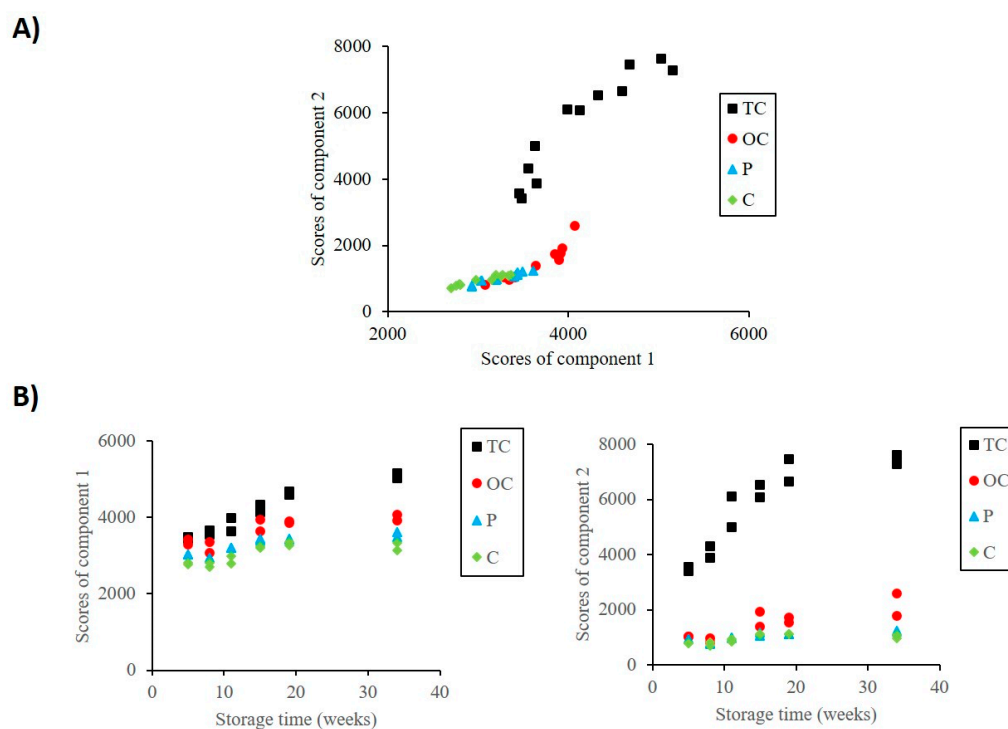 A)
8000
6000
4000
2000
0
Scores of component 2
2000
4000
6000
Scores of component 1
TC
OC
P
C
B)
6000
4000
2000
0
Scores of component 1
0
10
20
30
40
Storage time (weeks)
TC
OC
P
C
8000
6000
4000
2000
0
Scores of component 2
0
10
20
30
40
Storage time (weeks)
TC
OC
P
C